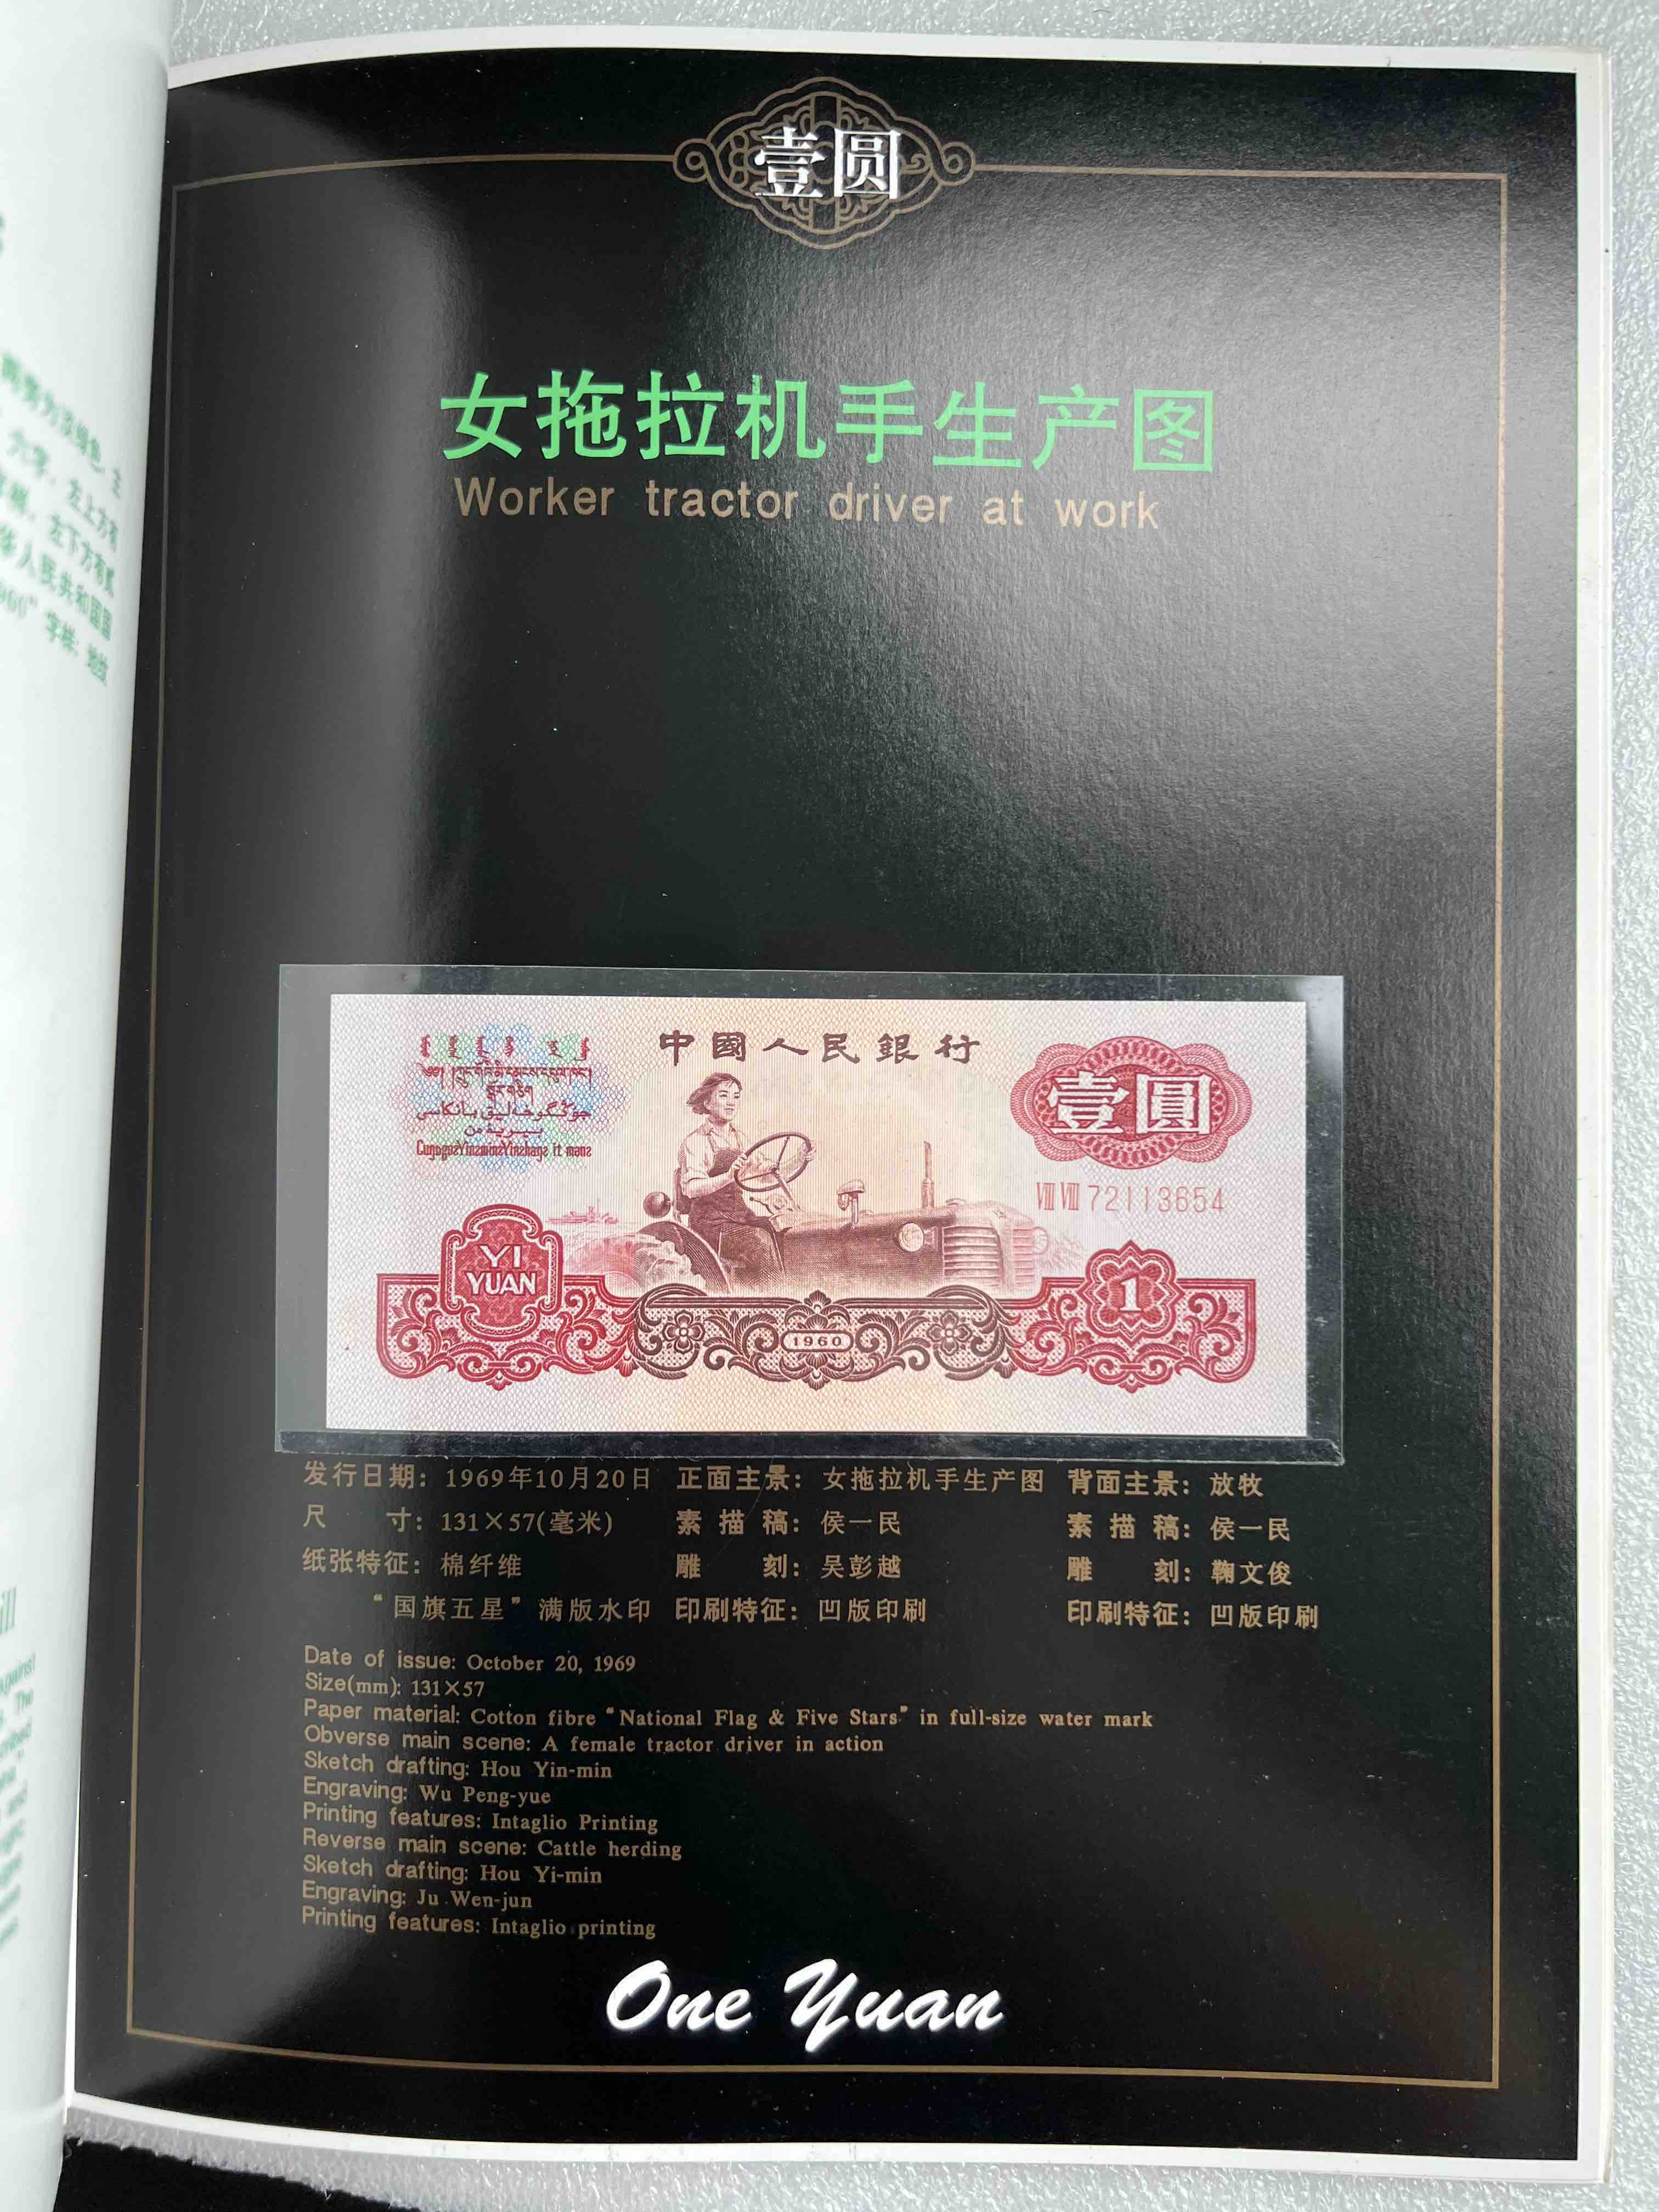 壹圆
女拖拉机手生产图
Worker tractor driver at work
中國人民銀行
壹圓
ⅧⅧ72113654
YI
YUAN
1
1960
发行日期：1969年10月20日 正面主景：女拖拉机手生产图 背面主景：放牧
尺 寸：131×57(毫米) 素 描 稿：侯一民 素 描 稿：侯一民
纸张特征：棉纤维 雕 刻：吴彭越 雕 刻：鞠文俊
“国旗五星”满版水印 印刷特征：凹版印刷 印刷特征：凹版印刷
Date of issue: October 20, 1969
Size(mm): 131×57
Paper material: Cotton fibre “National Flag & Five Stars” in full-size water mark
Obverse main scene: A female tractor driver in action
Sketch drafting: Hou Yin-min
Engraving: Wu Peng-yue
Printing features: Intaglio Printing
Reverse main scene: Cattle herding
Sketch drafting: Hou Yi-min
Engraving: Ju Wen-jun
Printing features: Intaglio printing
One Yuan